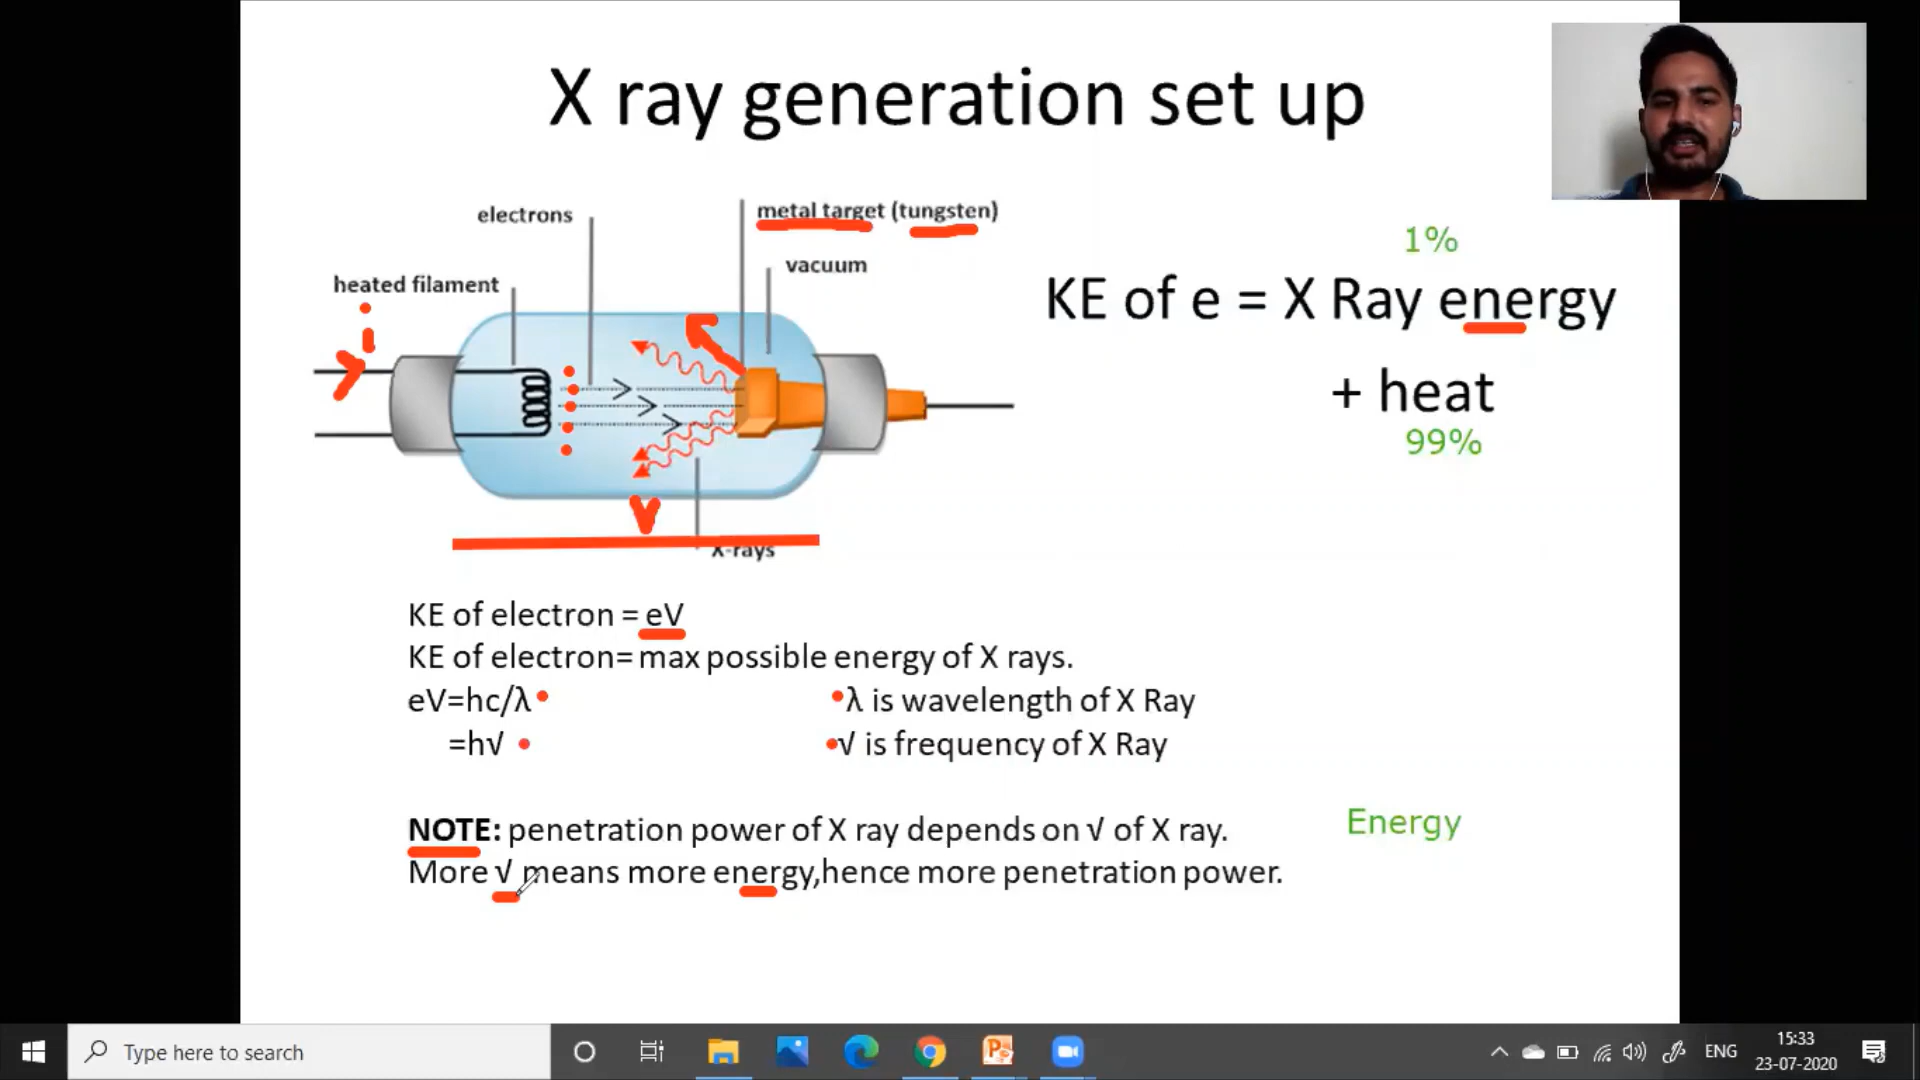 X ray generation set up
electrons
metal target (tungsten)
vacuum
heated filament
i
1%
KE of e = X Ray energy
+ heat
99%
V
X-rays
KE of electron = eV
KE of electron= max possible energy of X rays.
eV=hc/λ
λ is wavelength of X Ray
=h√
√ is frequency of X Ray
NOTE: penetration power of X ray depends on √ of X ray.
Energy
More √ means more energy,hence more penetration power.
Type here to search
ENG
15:33
23-07-2020